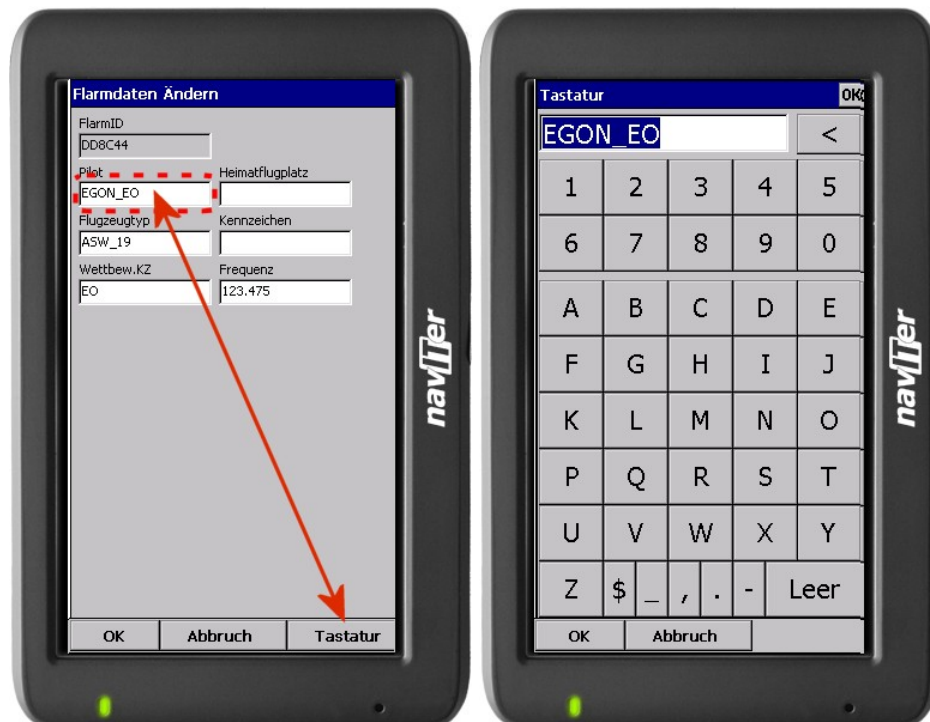 Flarmdaten Ändern
FlarmID
DD8C44
Pilot Heimatflugplatz
EGON_EO
Flugzeugtyp Kennzeichen
ASW_19
Wettbew.KZ Frequenz
EO 123.475
OK Abbruch Tastatur
naviter
Tastatur OK
EGON_EO <
1 2 3 4 5
6 7 8 9 0
A B C D E
F G H I J
K L M N O
P Q R S T
U V W X Y
Z $ _ , . - Leer
OK Abbruch
naviter